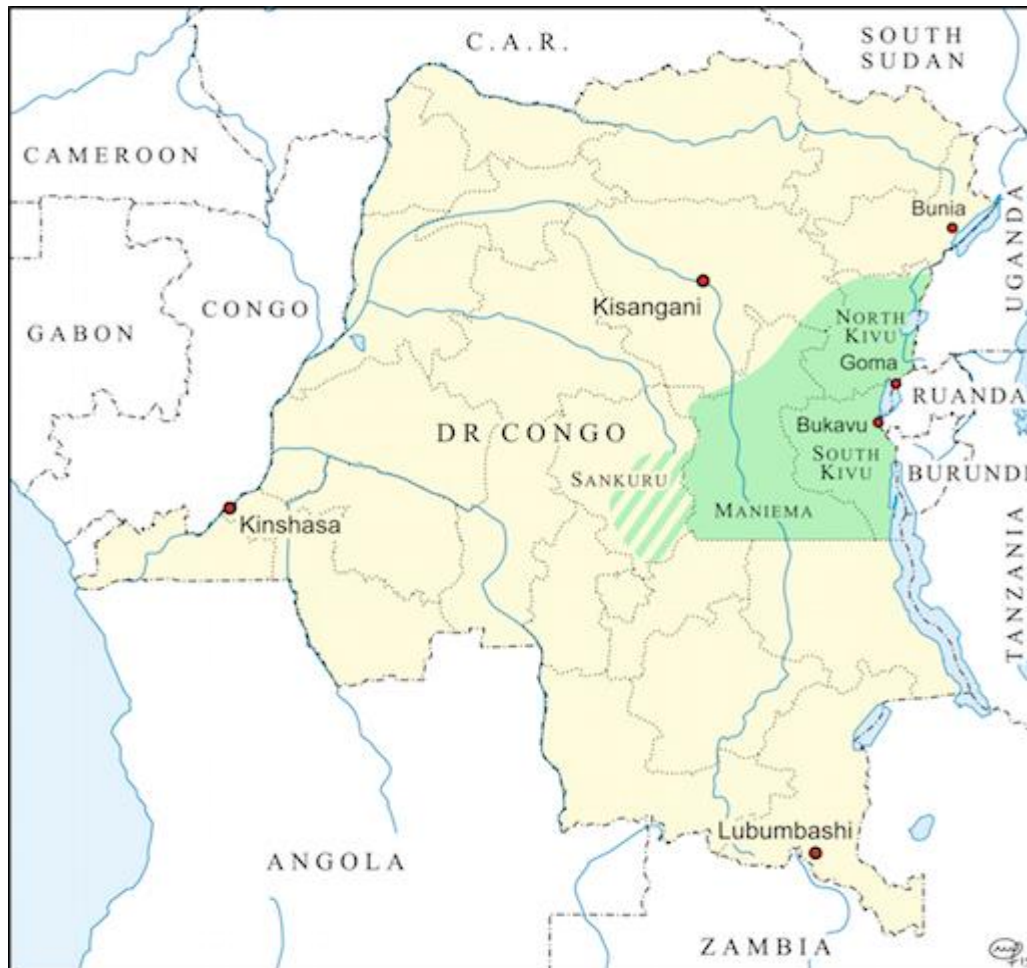 C.A.R.
SOUTH
SUDAN
CAMEROON
Bunia
UGANDA
Kisangani
CONGO
GABON
NORTH
KIVU
Goma
RUANDA
DR CONGO
Bukavu
SOUTH
KIVU
BURUNDI
SANKURU
MANIEMA
Kinshasa
TANZANIA
Lubumbashi
ANGOLA
ZAMBIA